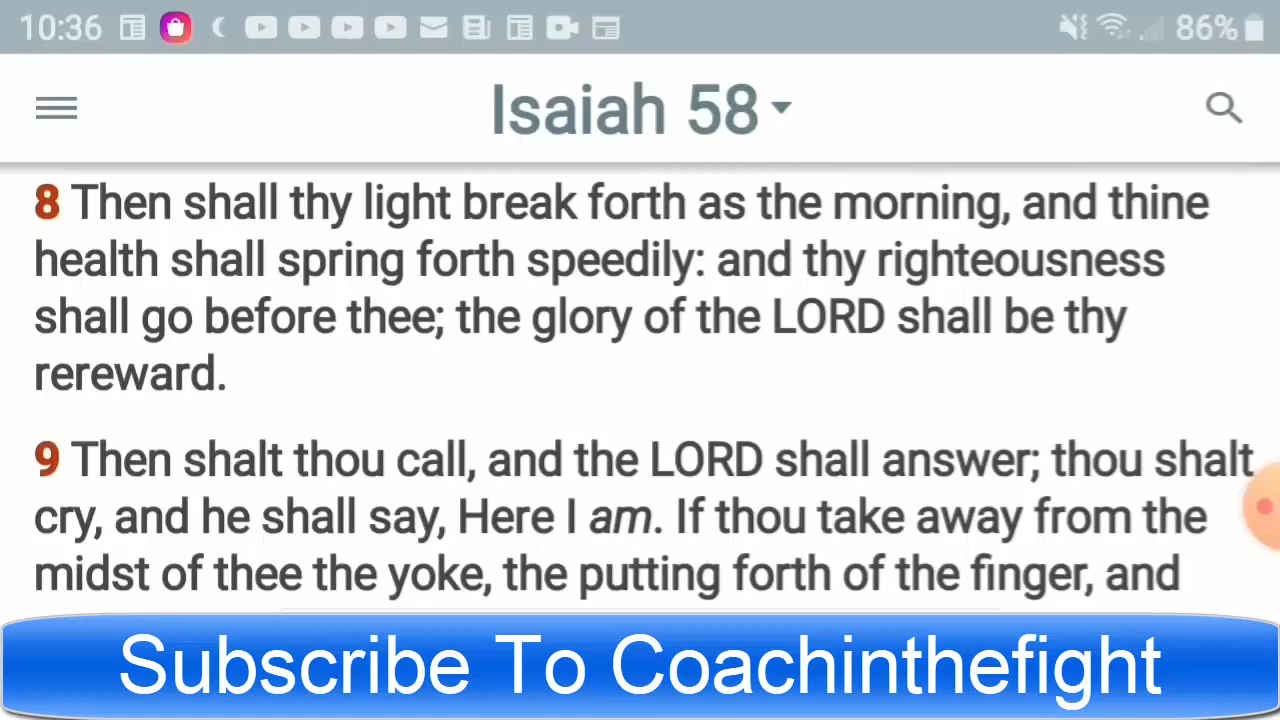 10:36 86%
Isaiah 58
8 Then shall thy light break forth as the morning, and thine
health shall spring forth speedily: and thy righteousness
shall go before thee; the glory of the LORD shall be thy
rereward.
9 Then shalt thou call, and the LORD shall answer; thou shalt
cry, and he shall say, Here I am. If thou take away from the
midst of thee the yoke, the putting forth of the finger, and
Subscribe To Coachinthefight